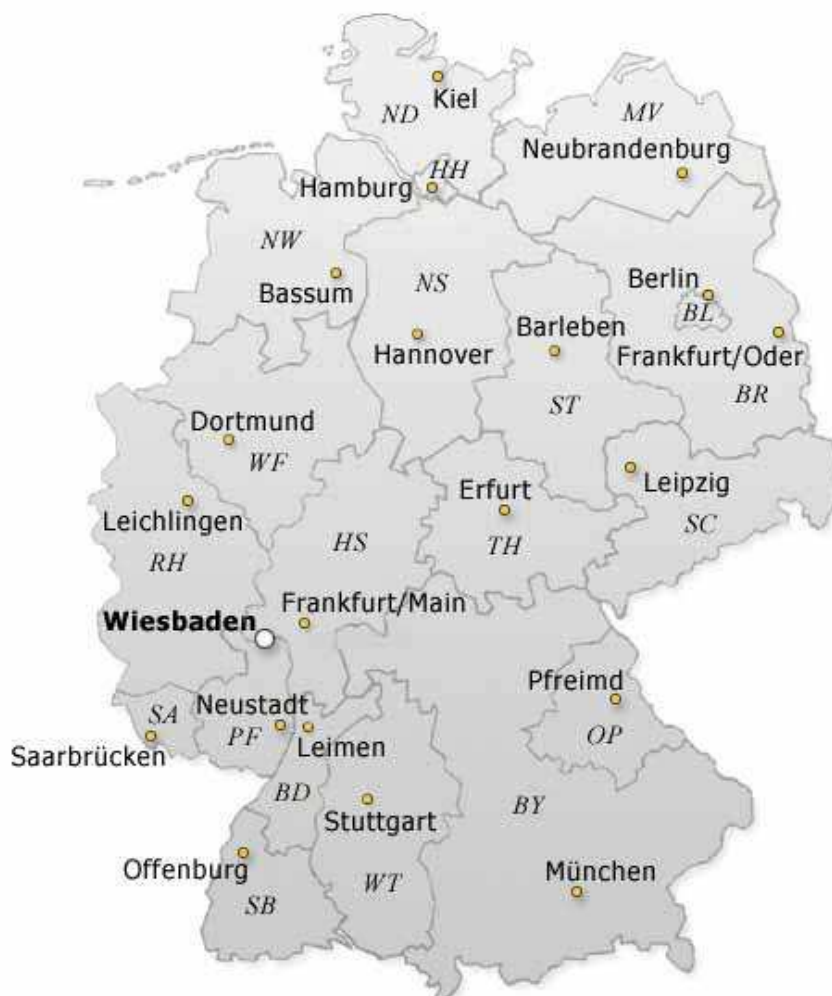 Kiel
ND
MV
Neubrandenburg
HH
Hamburg
NW
Bassum
NS
Berlin
BL
Hannover
Barleben
Frankfurt/Oder
BR
ST
Dortmund
WF
Leipzig
Erfurt
Leichlingen
SC
HS
TH
RH
Frankfurt/Main
Wiesbaden
Pfreimd
Neustadt
SA
PF
OP
Leimen
Saarbrücken
BD
BY
Stuttgart
Offenburg
München
WT
SB